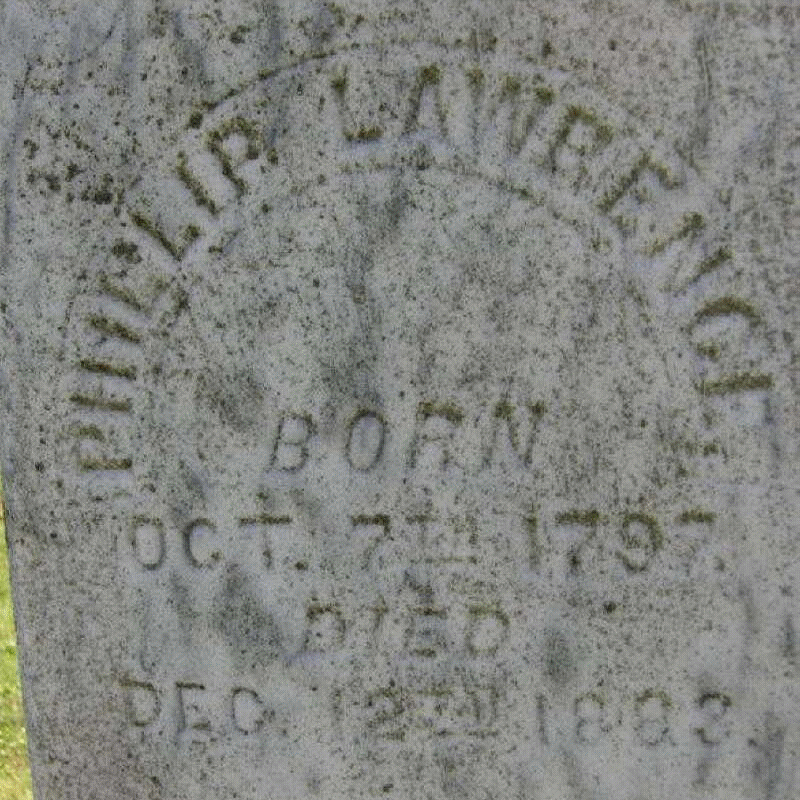 PHILLIP LAWRENCE
BORN
OCT. 7TH 1797
DIED
DEC. 12TH 1883